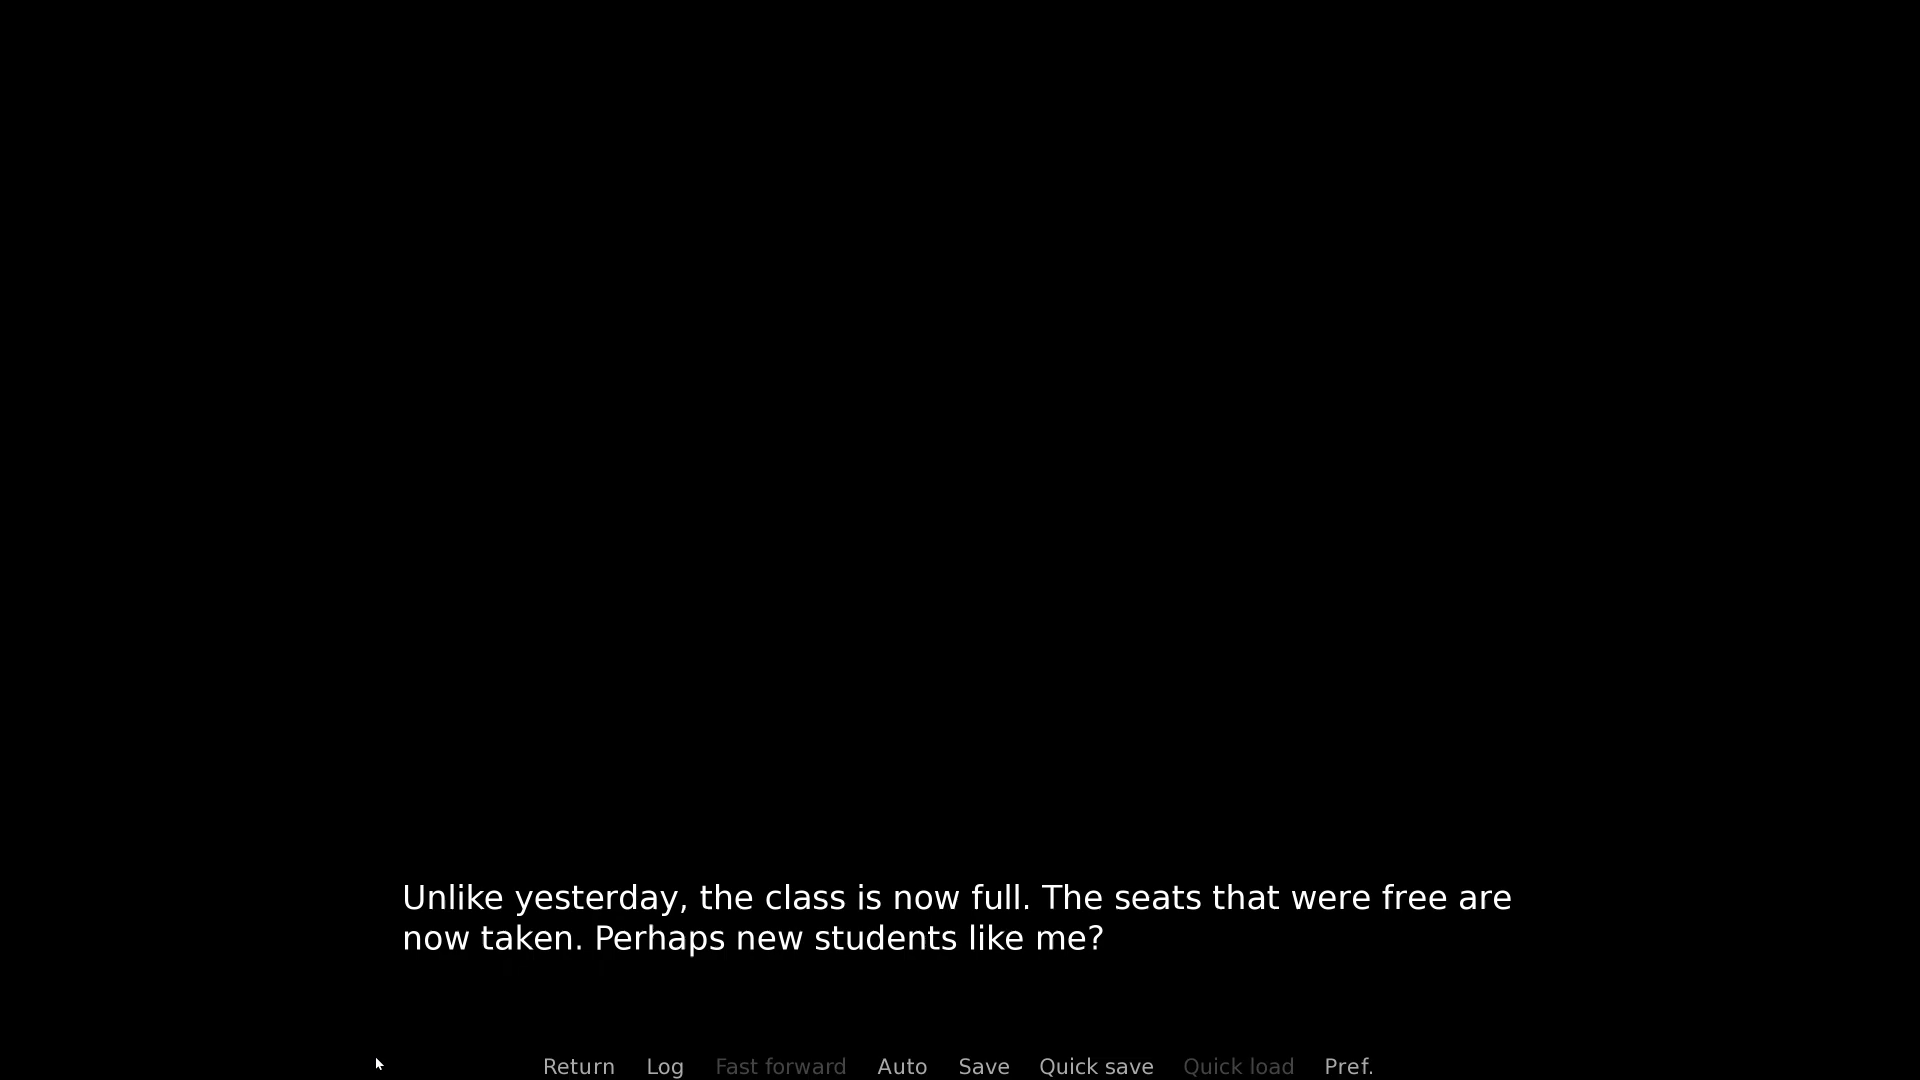 Unlike yesterday, the class is now full. The seats that were free are
now taken. Perhaps new students like me?
Return Log Fast forward Auto Save Quick save Quick load Pref.